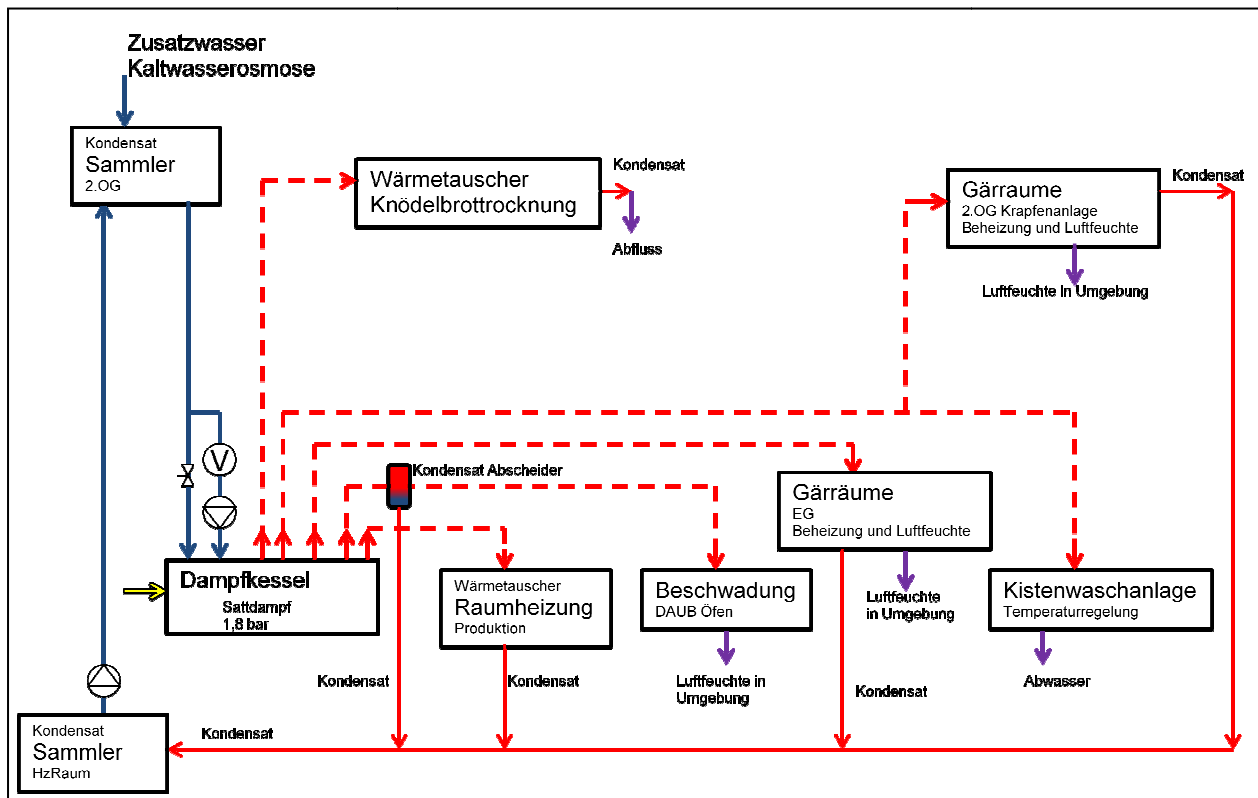 Zusatzwasser
Kaltwasserosmose
Kondensat
Sammler
2.OG
Wärmetauscher
Knödelbrottrocknung
Kondensat
Abfluss
Gärraume
2.OG Krapfenanlage
Beheizung und Luftfeuchte
Kondensat
Luftfeuchte in Umgebung
V
Kondensat Abscheider
Gärräume
EG
Beheizung und Luftfeuchte
Luftfeuchte
in Umgebung
Dampfkessel
Sattdampf
1,8 bar
Wärmetauscher
Raumheizung
Produktion
Beschwadung
DAUB Öfen
Kistenwaschanlage
Temperaturregelung
Kondensat
Kondensat
Luftfeuchte in
Umgebung
Kondensat
Abwasser
Kondensat
Sammler
HzRaum
Kondensat